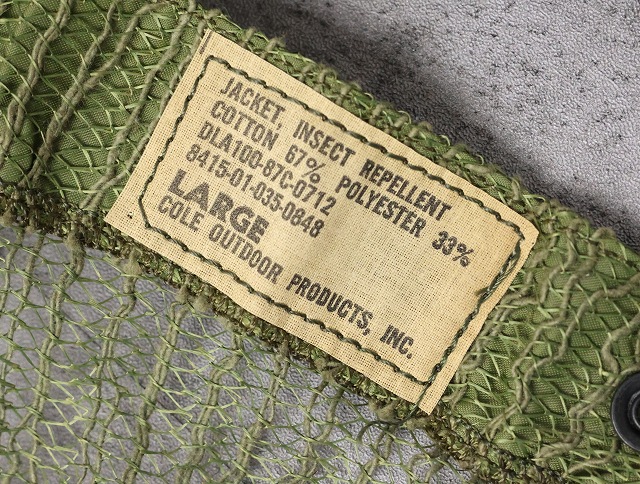 JACKET, INSECT REPELLENT
COTTON 67% POLYESTER 33%
DLA100-87C-0712
8415-01-035-0848
LARGE
COLE OUTDOOR PRODUCTS, INC.